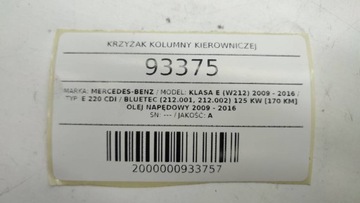 KRZYŻAK KOLUMNY KIEROWNICZEJ
93375
MARKA: MERCEDES-BENZ / MODEL: KLASA E (W212) 2009 - 2016 /
TYP: E 220 CDI / BLUETEC (212.001, 212.002) 125 KW [170 KM]
OLEJ NAPĘDOWY 2009 - 2016
SN: --- / JAKOŚĆ: A
2000000933757